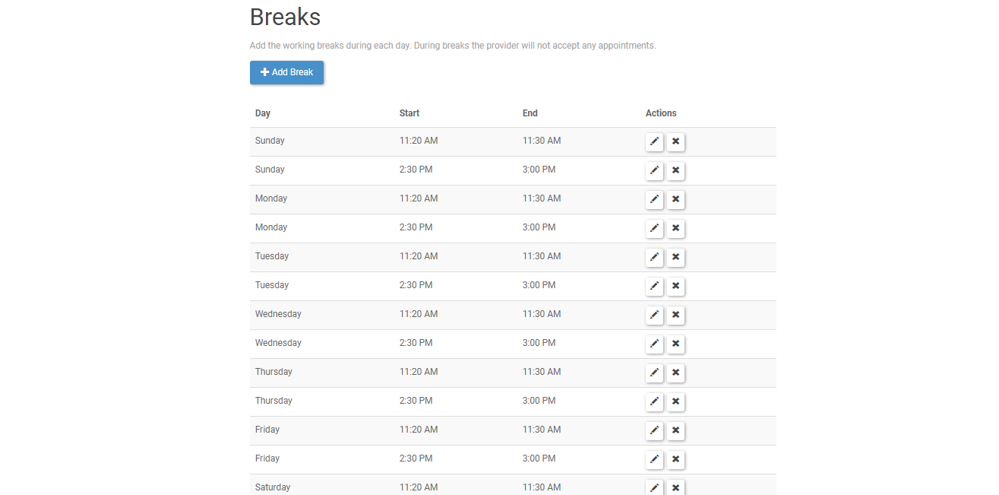 Breaks
Add the working breaks during each day. During breaks the provider will not accept any appointments.
Add Break
Day Start End Actions
Sunday 11:20 AM 11:30 AM
Sunday 2:30 PM 3:00 PM
Monday 11:20 AM 11:30 AM
Monday 2:30 PM 3:00 PM
Tuesday 11:20 AM 11:30 AM
Tuesday 2:30 PM 3:00 PM
Wednesday 11:20 AM 11:30 AM
Wednesday 2:30 PM 3:00 PM
Thursday 11:20 AM 11:30 AM
Thursday 2:30 PM 3:00 PM
Friday 11:20 AM 11:30 AM
Friday 2:30 PM 3:00 PM
Saturday 11:20 AM 11:30 AM